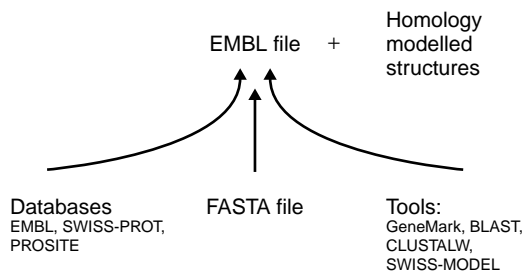 EMBL file + Homology
modelled
structures
Databases
EMBL, SWISS-PROT,
PROSITE
FASTA file
Tools:
GeneMark, BLAST,
CLUSTALW,
SWISS-MODEL